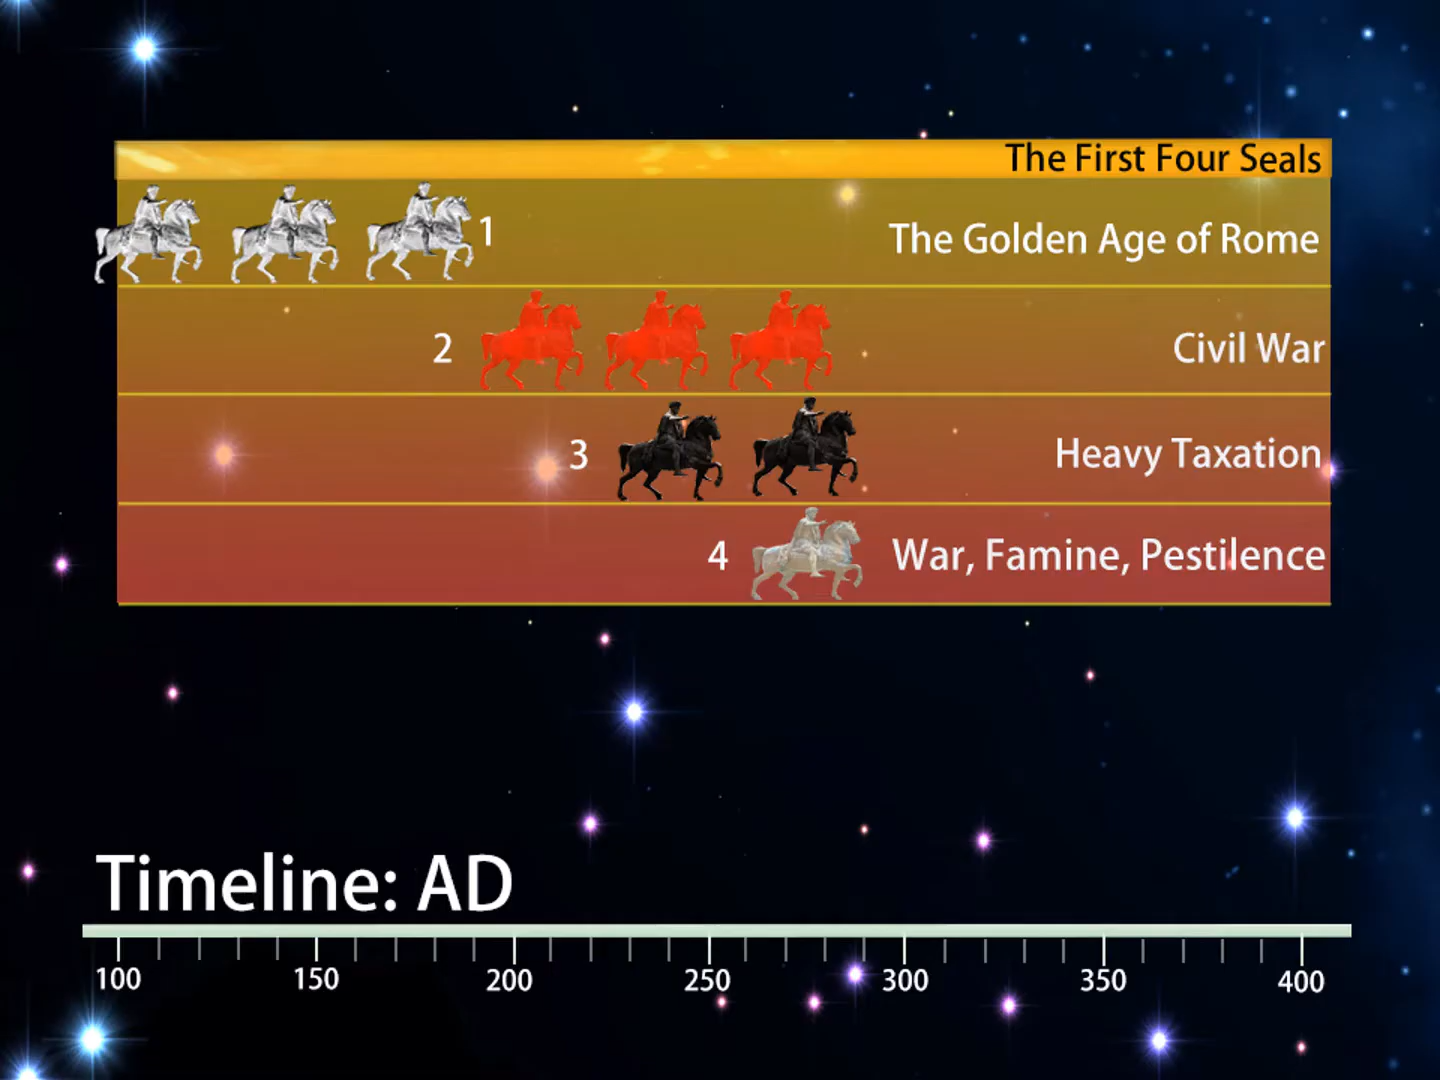 The First Four Seals
1 The Golden Age of Rome
2 Civil War
3 Heavy Taxation
4 War, Famine, Pestilence
Timeline: AD
100 150 200 250 300 350 400